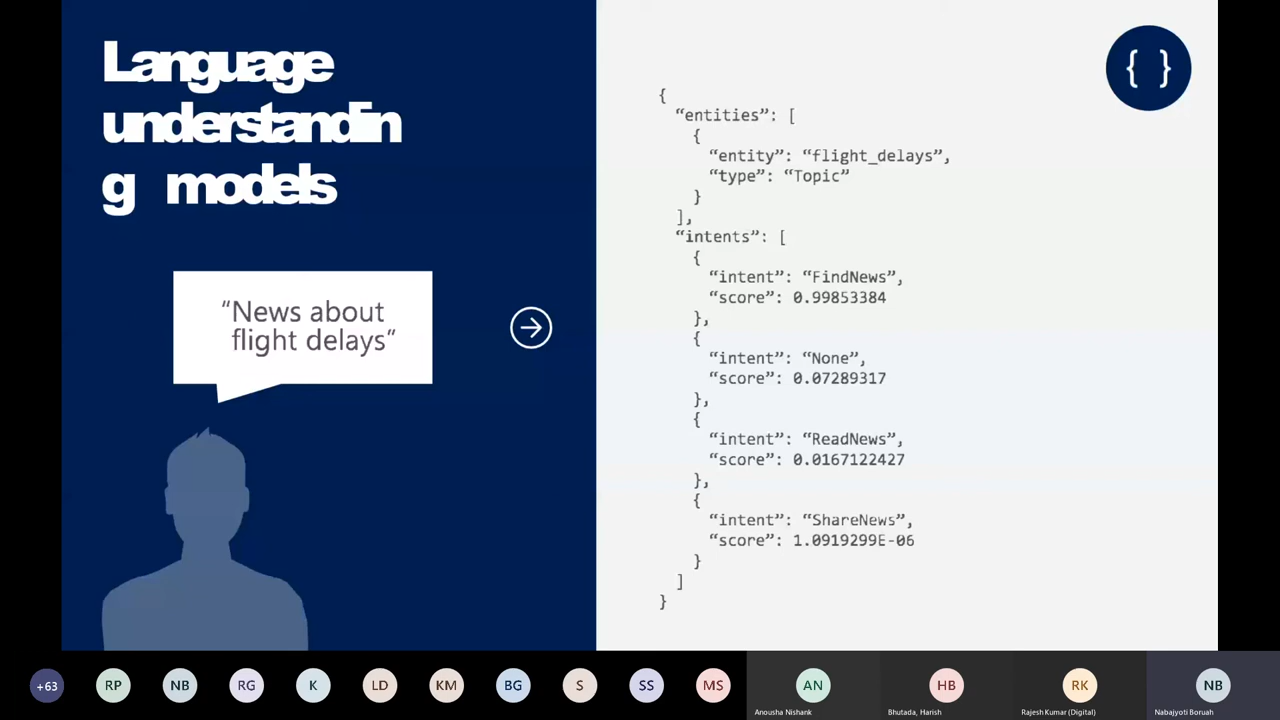 Language
understandin
g models
“News about
flight delays”
{ }
{
“entities”: [
{
“entity”: “flight_delays”,
“type”: “Topic”
}
],
“intents”: [
{
“intent”: “FindNews”,
“score”: 0.99853384
},
{
“intent”: “None”,
“score”: 0.07289317
},
{
“intent”: “ReadNews”,
“score”: 0.0167122427
},
{
“intent”: “ShareNews”,
“score”: 1.0919299E-06
}
]
}
+63 RP NB RG K LD KM BG S SS MS AN HB RK NB
Anousha Nishank Bhutada, Harish Rajesh Kumar (Digital) Nabajyoti Boruah